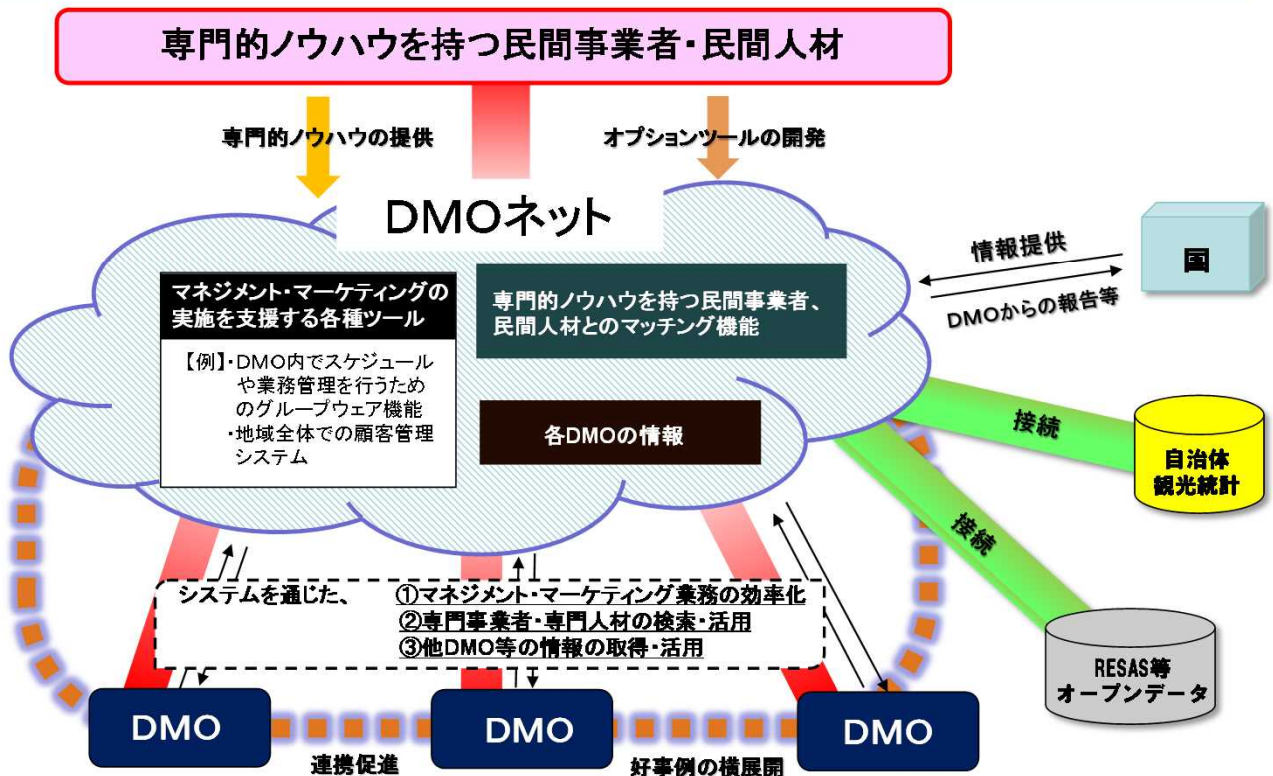 専門的ノウハウを持つ民間事業者・民間人材
専門的ノウハウの提供
オプションツールの開発
DMOネット
マネジメント・マーケティングの
実施を支援する各種ツール
【例】・DMO内でスケジュール
や業務管理を行うため
のグループウェア機能
・地域全体での顧客管理
システム
専門的ノウハウを持つ民間事業者、
民間人材とのマッチング機能
各DMOの情報
情報提供
DMOからの報告等
国
接続
自治体
観光統計
接続
RESAS等
オープンデータ
システムを通じた、 ①マネジメント・マーケティング業務の効率化
②専門事業者・専門人材の検索・活用
③他DMO等の情報の取得・活用
DMO
DMO
DMO
連携促進
好事例の横展開